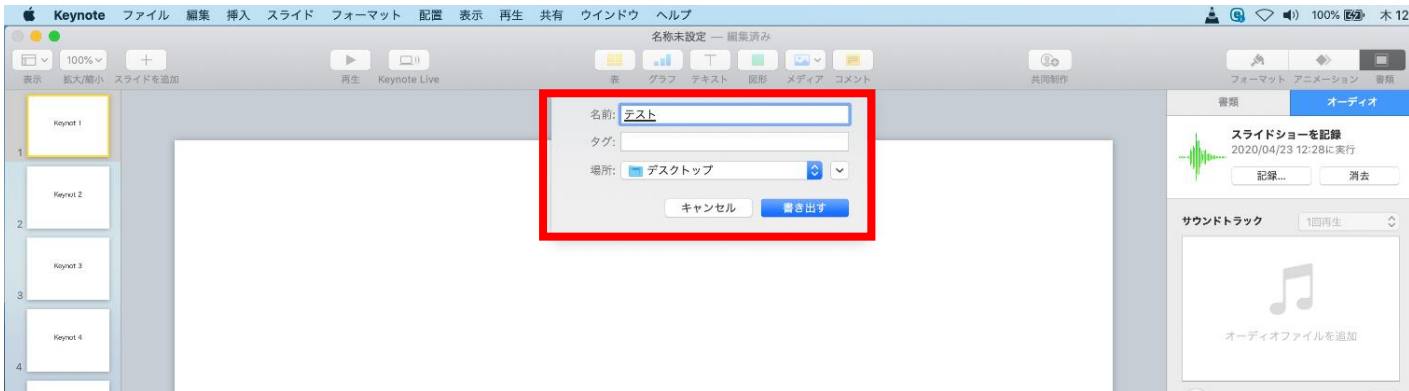 Keynote ファイル 編集 挿入 スライド フォーマット 配置 表示 再生 共有 ウインドウ ヘルプ 100% 木 12
名称未設定 — 編集済み
100%
表示 拡大/縮小 スライドを追加 再生 Keynote Live 表 グラフ テキスト 図形 メディア コメント 共同制作 フォーマット アニメーション 書類
Keynot 1
1
Keynot 2
2
Keynot 3
3
Keynot 4
4
名前: テスト
タグ:
場所: デスクトップ
キャンセル 書き出す
書類 オーディオ
スライドショーを記録
2020/04/23 12:28に実行
記録... 消去
サウンドトラック 1回再生
オーディオファイルを追加